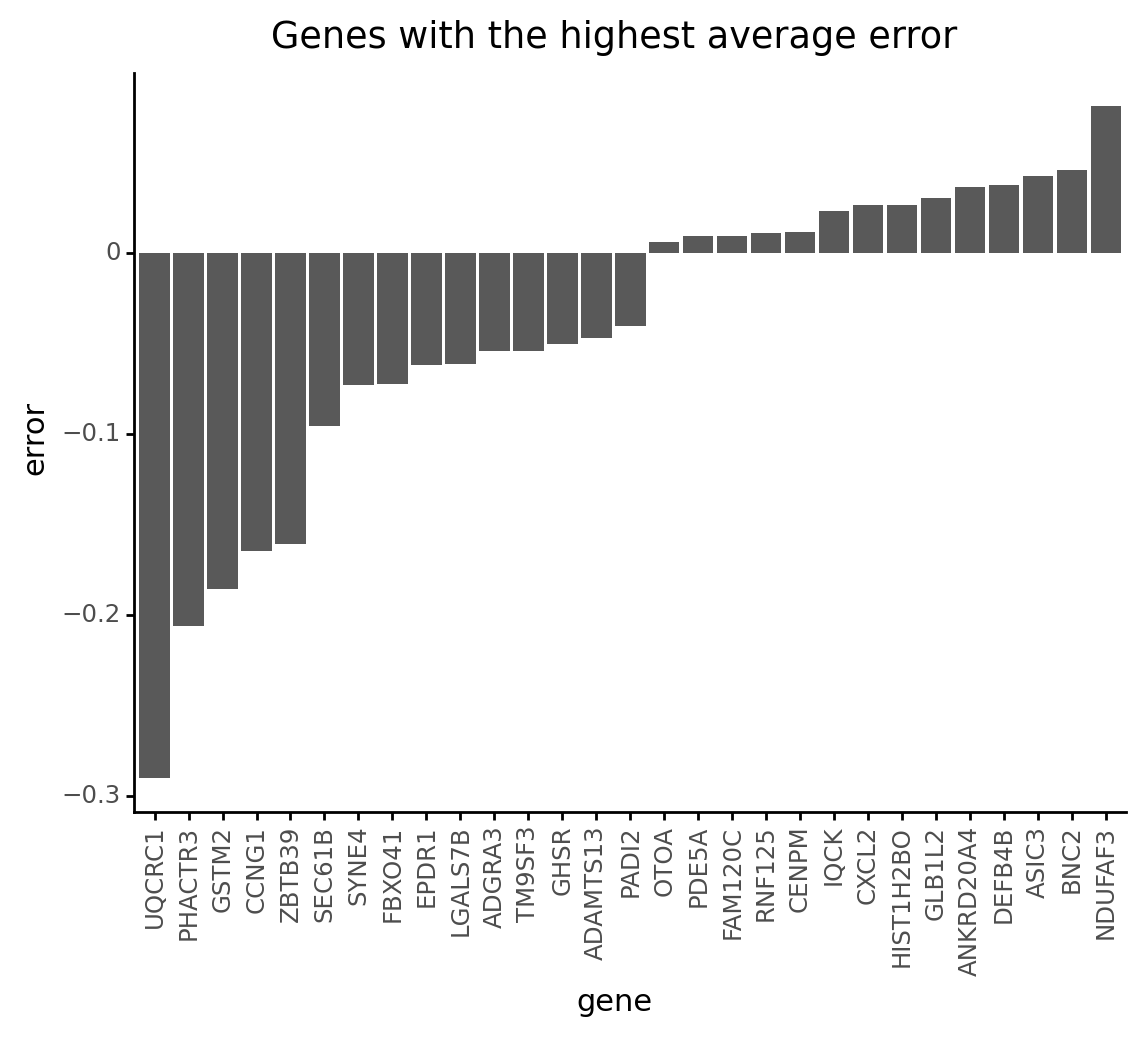 Genes with the highest average error
error
0
−0.1
−0.2
−0.3
UQCRC1
PHACTR3
GSTM2
CCNG1
ZBTB39
SEC61B
SYNE4
FBXO41
EPDR1
LGALS7B
ADGRA3
TM9SF3
GHSR
ADAMTS13
PADI2
OTOA
PDE5A
FAM120C
RNF125
CENPM
IQCK
CXCL2
HIST1H2BO
GLB1L2
ANKRD20A4
DEFB4B
ASIC3
BNC2
NDUFAF3
gene